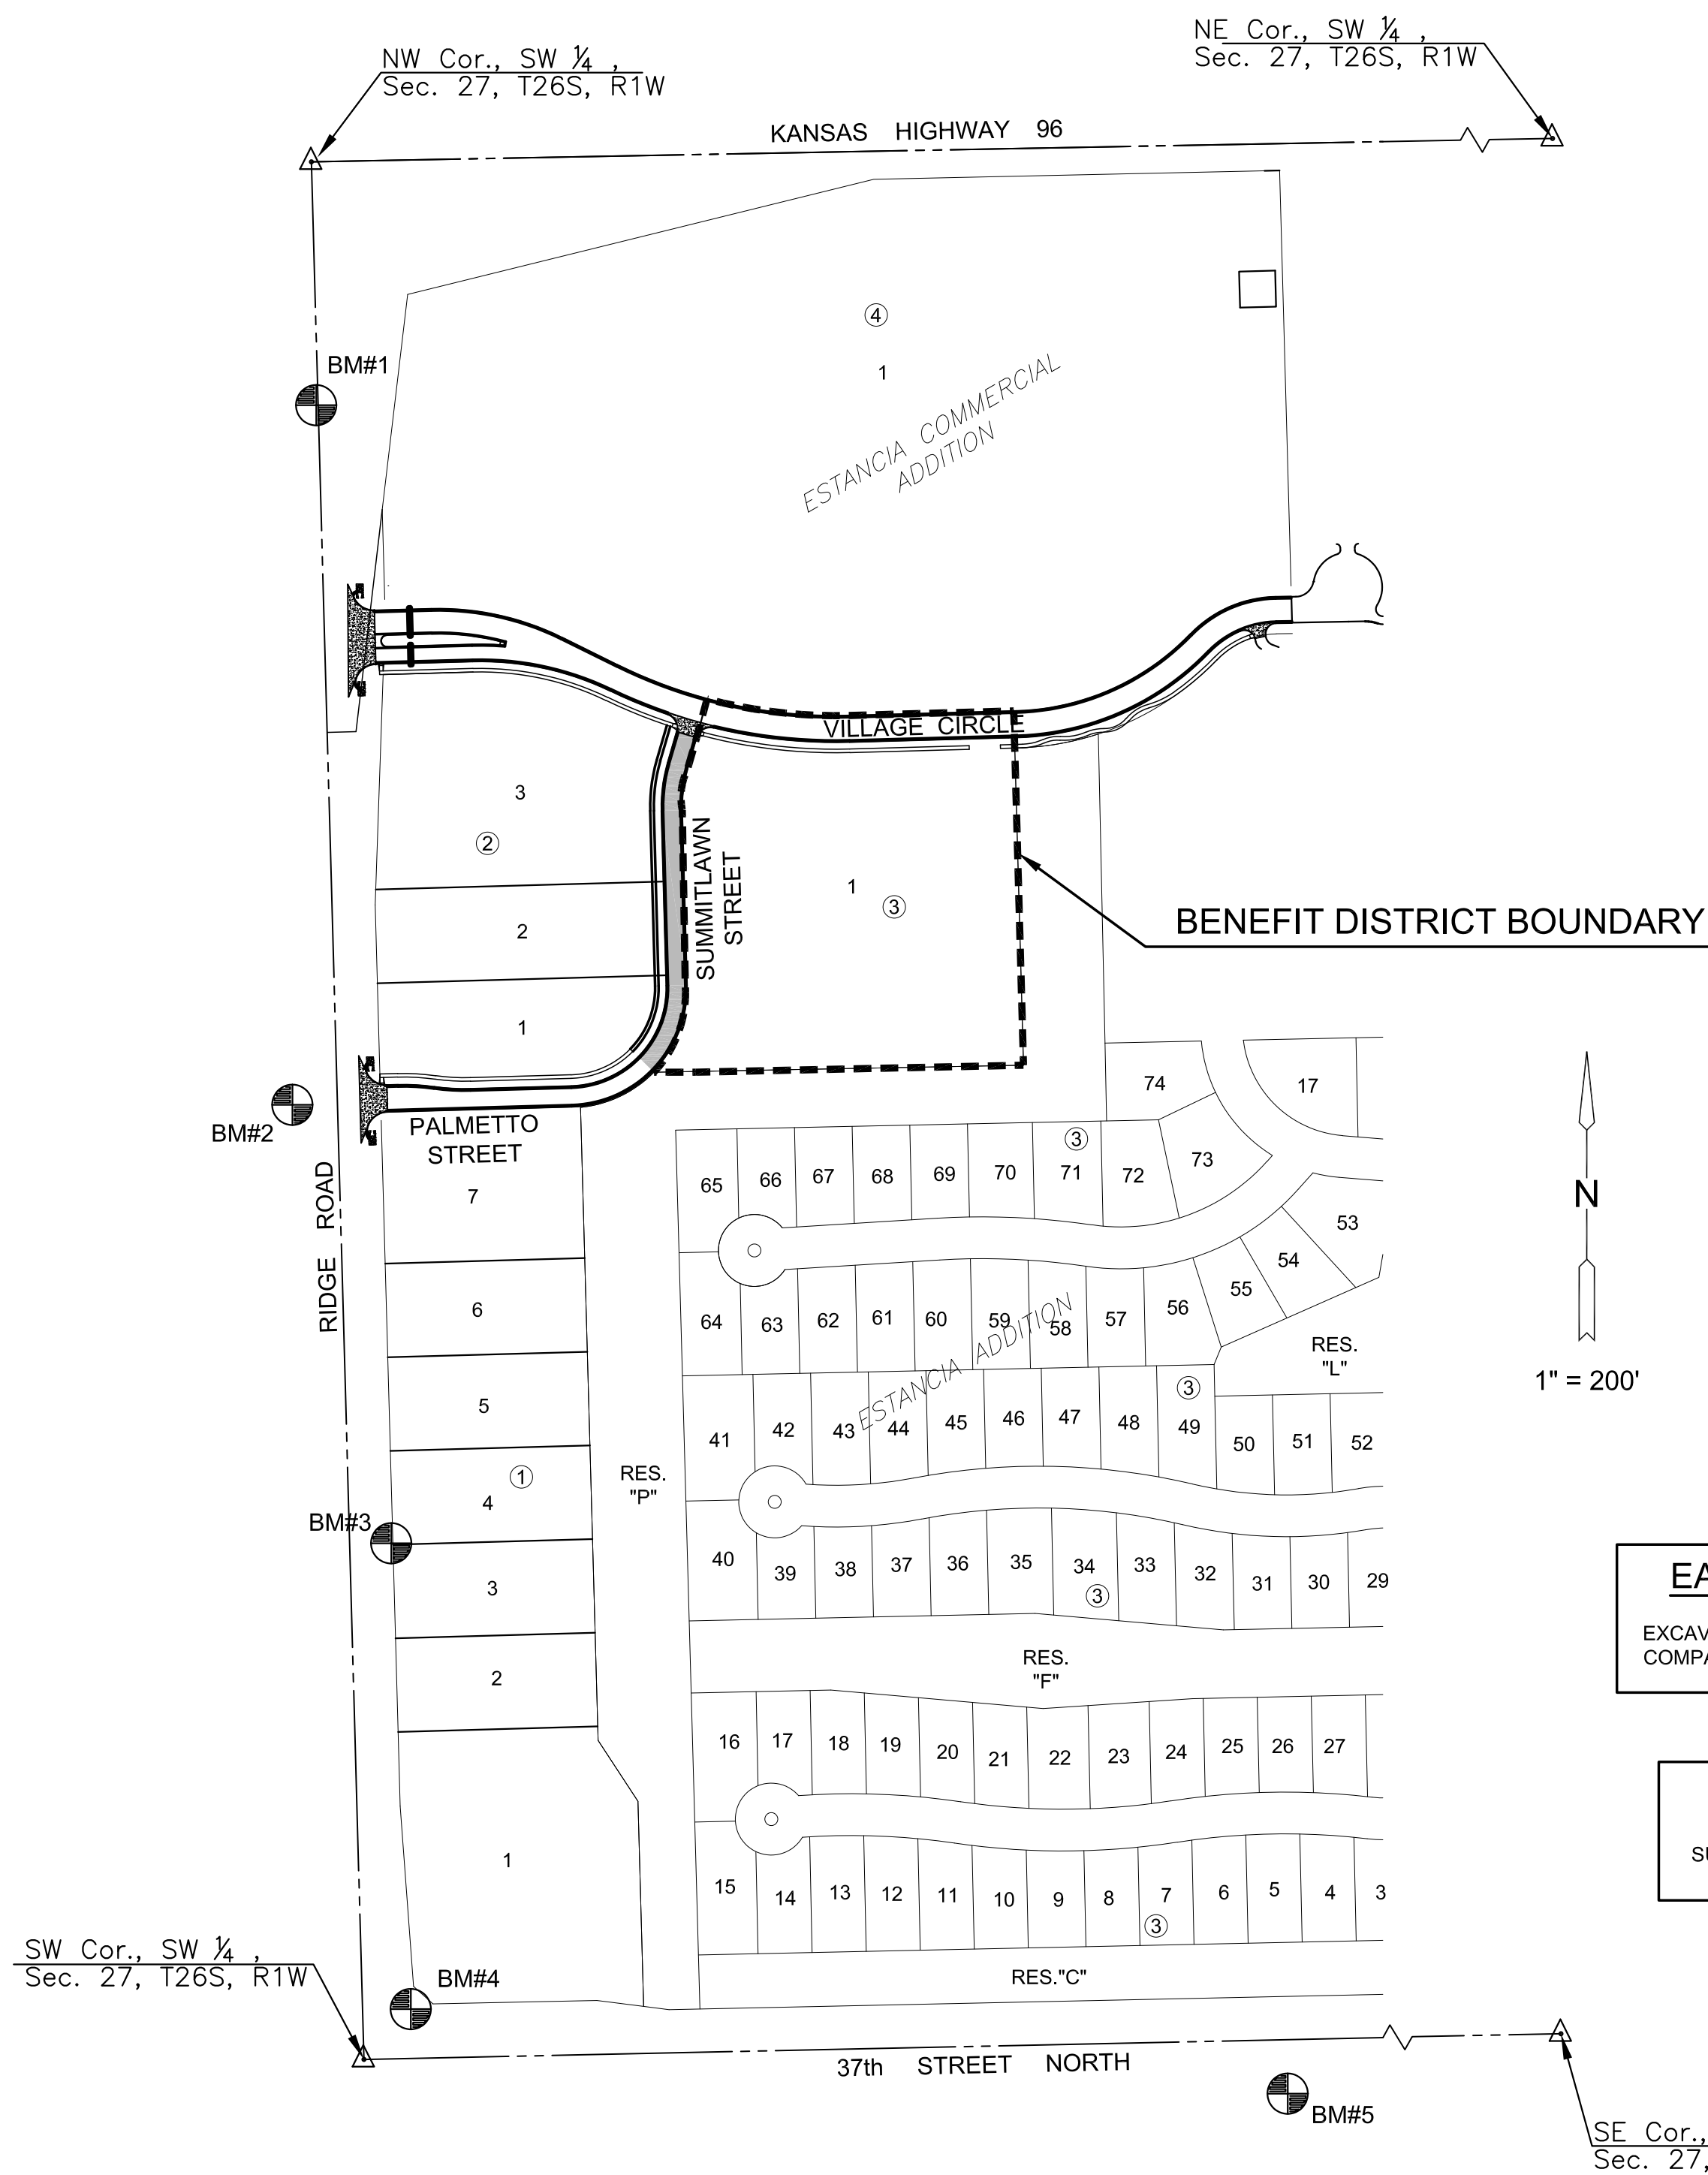 NW Cor., SW ¼ ,
Sec. 27, T26S, R1W
NE Cor., SW ¼ ,
Sec. 27, T26S, R1W
KANSAS HIGHWAY 96
BM#1
④
1
ESTANCIA COMMERCIAL
ADDITION
VILLAGE CIRCLE
3
②
2
1
SUMMITLAWN
STREET
1
③
BENEFIT DISTRICT BOUNDARY
BM#2
PALMETTO
STREET
RIDGE ROAD
7
6
5
①
4
BM#3
3
2
1
74
17
③
65
66
67
68
69
70
71
72
73
53
54
55
64
63
62
61
60
59
58
57
56
ESTANCIA ADDITION
RES.
"L"
N
1" = 200'
③
41
42
43
44
45
46
47
48
49
50
51
52
RES.
"P"
40
39
38
37
36
35
34
③
33
32
31
30
29
RES.
"F"
EA
EXCAV
COMPA
16
17
18
19
20
21
22
23
24
25
26
27
SU
15
14
13
12
11
10
9
8
7
③
6
5
4
3
RES."C"
SW Cor., SW ¼ ,
Sec. 27, T26S, R1W
BM#4
37th STREET NORTH
BM#5
SE Cor.,
Sec. 27,